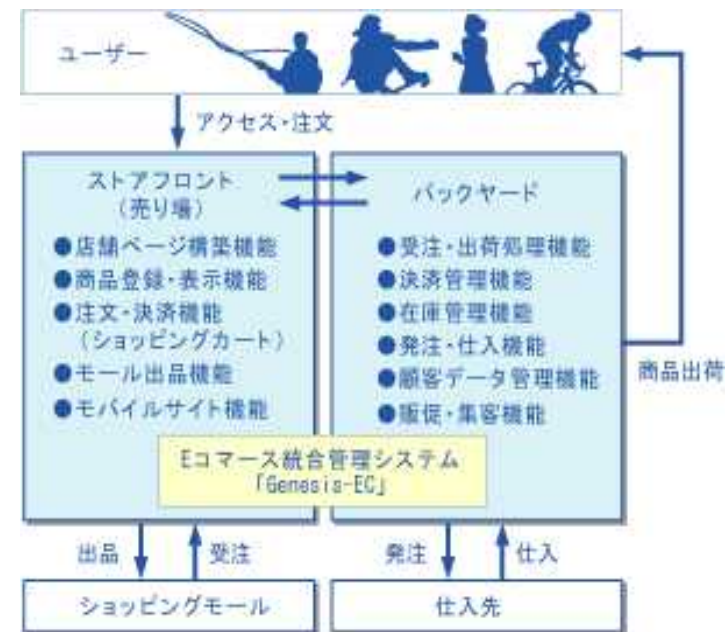 ユーザー
アクセス・注文
ストアフロント
(売り場)
●店舗ページ構築機能
●商品登録・表示機能
●注文・決済機能
(ショッピングカート)
●モール出品機能
●モバイルサイト機能
バックヤード
●受注・出荷処理機能
●決済管理機能
●在庫管理機能
●発注・仕入機能
●顧客データ管理機能
●販促・集客機能
商品出荷
Eコマース統合管理システム
「Genesis-EC」
出品
受注
発注
仕入
ショッピングモール
仕入先